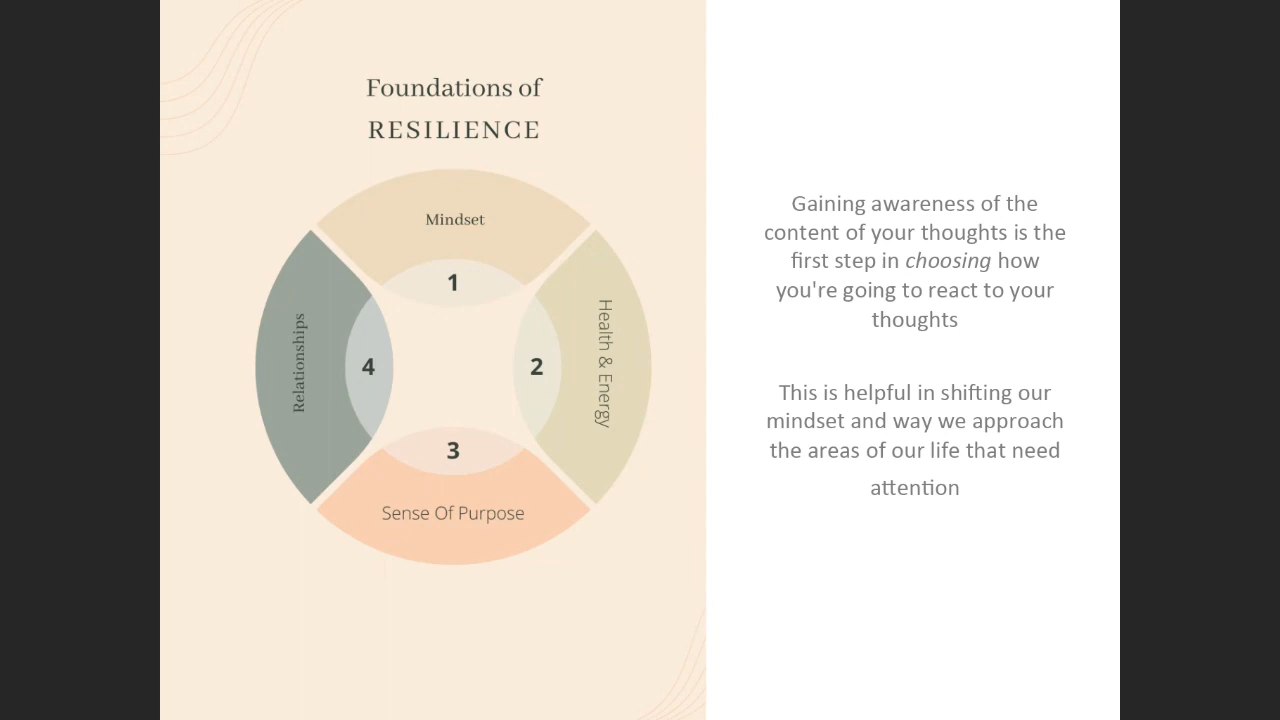 Foundations of
RESILIENCE
Mindset
1
Health & Energy
2
3
Sense Of Purpose
4
Relationships
Gaining awareness of the
content of your thoughts is the
first step in choosing how
you're going to react to your
thoughts
This is helpful in shifting our
mindset and way we approach
the areas of our life that need
attention